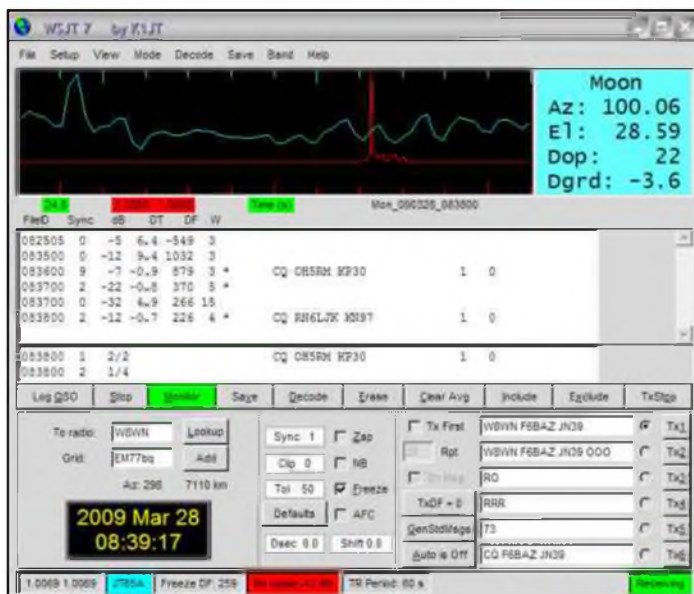 WSJT 7 by K1JT
File Setup View Mode Decode Save Band Help
Moon
Az: 100.06
El: 28.59
Dop: 22
Dgrd: -3.6
Time (s) Mon_090328_083800
FileID Sync dB DT DF W
082505 0 -5 6.4 -549 3
083500 0 -12 9.4 1032 3
083600 9 -7 -0.9 879 3 * CQ OH5RM KP30 1 0
083700 2 -22 -0.8 370 5 *
083700 0 -32 4.9 266 15
083800 2 -12 -0.7 226 4 * CQ RN6LJK KN97 1 0
083800 1 2/2 CQ OH5RM KP30 1 0
083800 2 1/4
Log QSO Stop Monitor Save Decode Erase Clear Avg Include Exclude TxStop
To radio: W8WN Lookup
Grid: EM77bq Add
Az: 298 7110 km
2009 Mar 28
08:39:17
Sync 1 Zap
Clip 0 NB
Tol 50 Freeze
Defaults AFC
Dsec 0.0 Shift 0.0
Tx First W8WN F6BAZ JN39 Tx1
Rpt W8WN F6BAZ JN39 OOO Tx2
RO Tx3
TxDF = 0 RRR Tx4
GenStdMsgs 73 Tx5
Auto is Off CQ F6BAZ JN39 Tx6
1.0069 1.0069 JT65A Freeze DF: 259 TR Period: 60 s Receiving